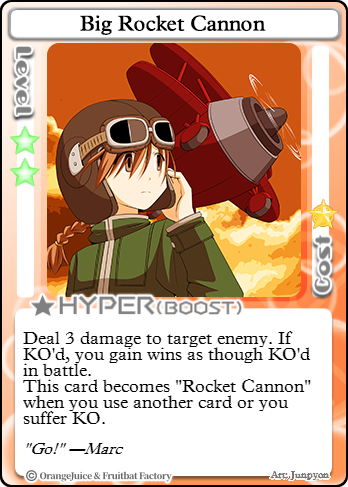 Big Rocket Cannon
Level
Cost
HYPER(BOOST)
Deal 3 damage to target enemy. If
KO'd, you gain wins as though KO'd
in battle.
This card becomes "Rocket Cannon"
when you use another card or you
suffer KO.
"Go!" —Marc
© OrangeJuice & Fruitbat Factory
Art: Junpyon